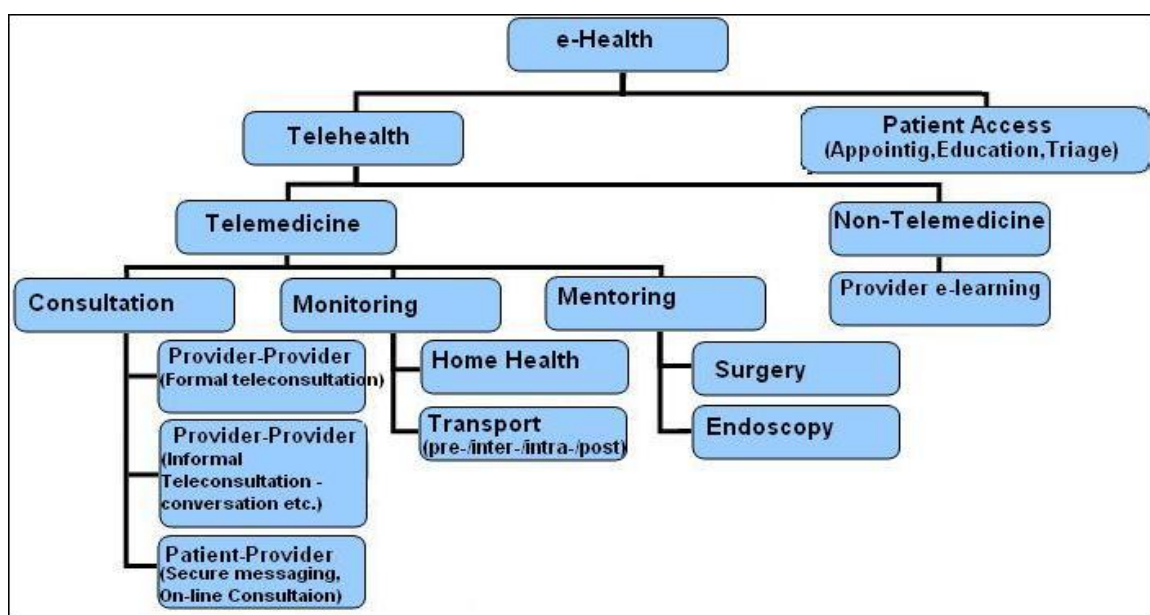 e-Health
Telehealth
Patient Access
(Appointig,Education,Triage)
Telemedicine
Non-Telemedicine
Provider e-learning
Consultation
Monitoring
Mentoring
Provider-Provider
(Formal teleconsultation)
Provider-Provider
(Informal
Teleconsultation -
conversation etc.)
Patient-Provider
(Secure messaging,
On-line Consultaion)
Home Health
Transport
(pre-/inter-/intra-/post)
Surgery
Endoscopy